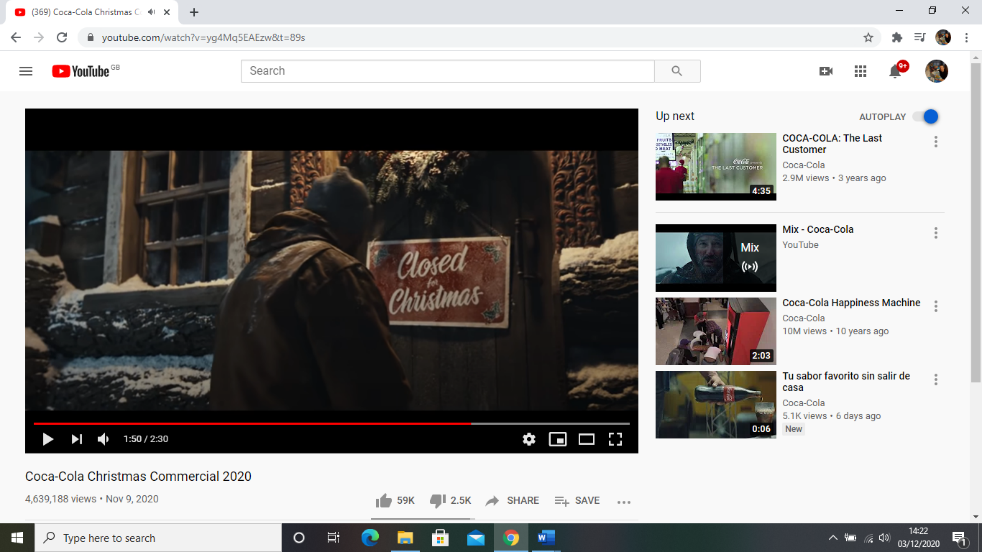 (369) Coca-Cola Christmas C
youtube.com/watch?v=yg4Mq5EAEzw&t=89s
YouTube GB
Search
9+
Closed
for
Christmas
1:50 / 2:30
Coca-Cola Christmas Commercial 2020
4,639,188 views • Nov 9, 2020
59K
2.5K
SHARE
SAVE
Up next
AUTOPLAY
THE LAST CUSTOMER
4:35
COCA-COLA: The Last
Customer
Coca-Cola
2.9M views • 3 years ago
Mix
Mix - Coca-Cola
YouTube
2:03
Coca-Cola Happiness Machine
Coca-Cola
10M views • 10 years ago
0:06
Tu sabor favorito sin salir de
casa
Coca-Cola
5.1K views • 6 days ago
New
Type here to search
14:22
03/12/2020
1